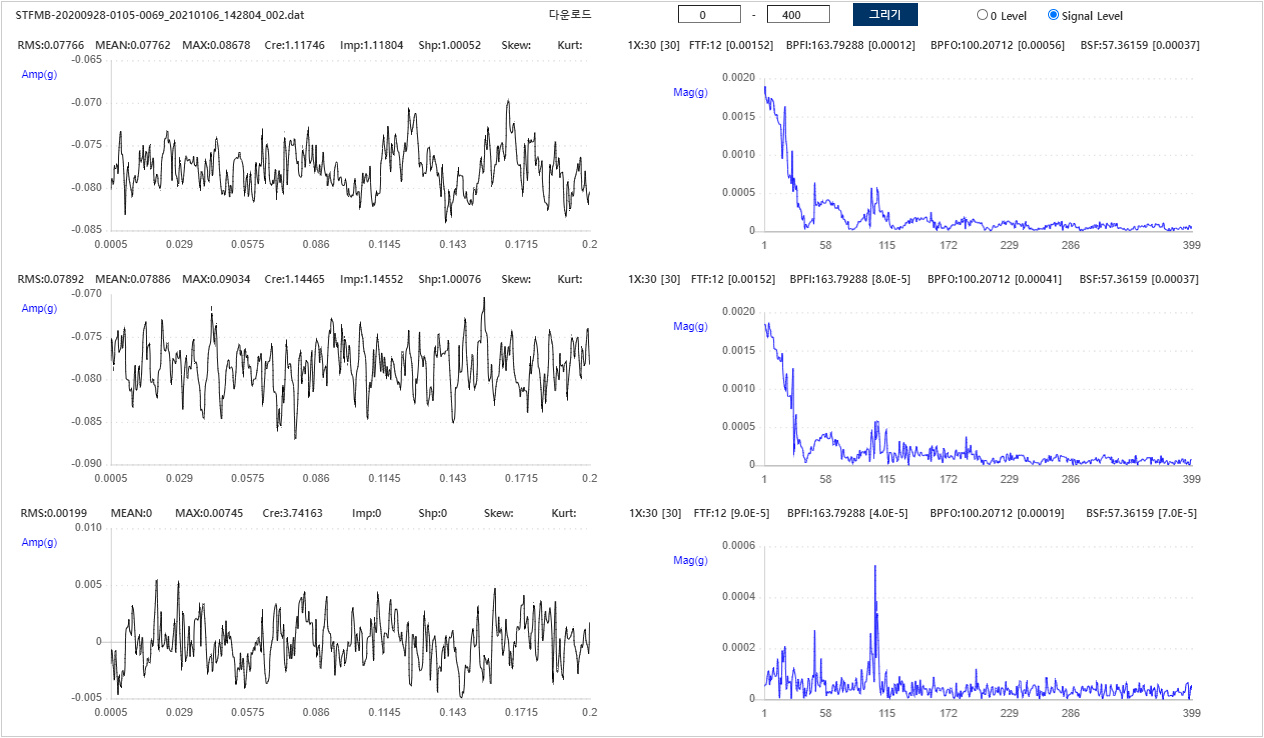 STFMB-20200928-0105-0069_20210106_142804_002.dat 다운로드 0 - 400 그리기 0 Level Signal Level
RMS:0.07766 MEAN:0.07762 MAX:0.08678 Cre:1.11746 Imp:1.11804 Shp:1.00052 Skew: Kurt:
-0.065
Amp(g)
-0.070
-0.075
-0.080
-0.085
0.0005 0.029 0.0575 0.086 0.1145 0.143 0.1715 0.2
1X:30 [30] FTF:12 [0.00152] BPFI:163.79288 [0.00012] BPFO:100.20712 [0.00056] BSF:57.36159 [0.00037]
0.0020
Mag(g)
0.0015
0.0010
0.0005
0
1 58 115 172 229 286 399
RMS:0.07892 MEAN:0.07886 MAX:0.09034 Cre:1.14465 Imp:1.14552 Shp:1.00076 Skew: Kurt:
-0.070
Amp(g)
-0.075
-0.080
-0.085
-0.090
0.0005 0.029 0.0575 0.086 0.1145 0.143 0.1715 0.2
1X:30 [30] FTF:12 [0.00152] BPFI:163.79288 [8.0E-5] BPFO:100.20712 [0.00041] BSF:57.36159 [0.00037]
0.0020
Mag(g)
0.0015
0.0010
0.0005
0
1 58 115 172 229 286 399
RMS:0.00199 MEAN:0 MAX:0.00745 Cre:3.74163 Imp:0 Shp:0 Skew: Kurt:
0.010
Amp(g)
0.005
0
-0.005
0.0005 0.029 0.0575 0.086 0.1145 0.143 0.1715 0.2
1X:30 [30] FTF:12 [9.0E-5] BPFI:163.79288 [4.0E-5] BPFO:100.20712 [0.00019] BSF:57.36159 [7.0E-5]
0.0006
Mag(g)
0.0004
0.0002
0
1 58 115 172 229 286 399